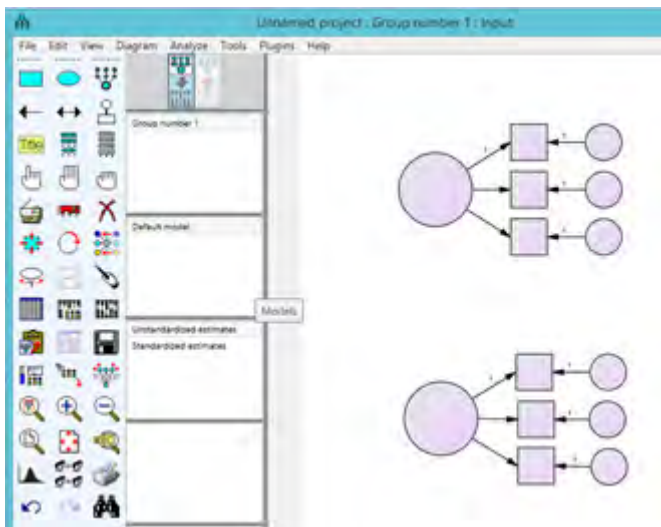 Unnamed project : Group number 1 : Input
File Edit View Diagram Analyze Tools Plugins Help
Title
Group number 1
Default model
Models
Unstandardized estimates
Standardized estimates